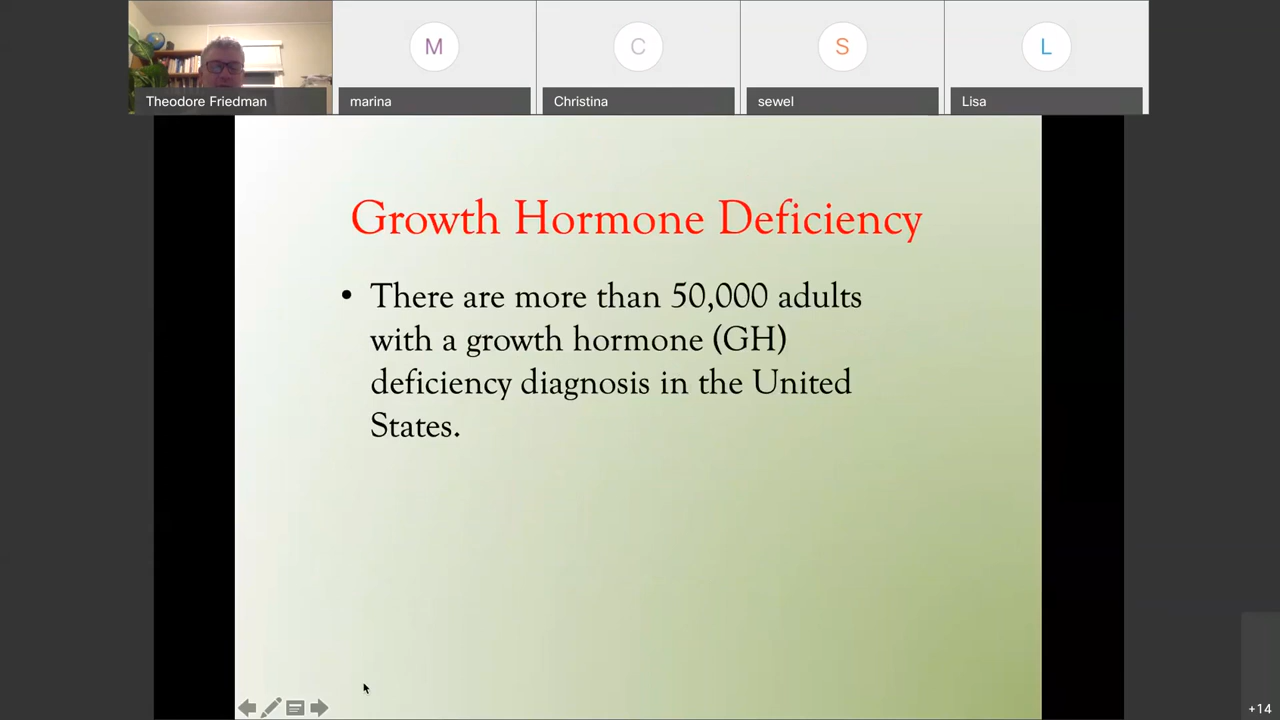 M
C
S
L
Theodore Friedman
marina
Christina
sewel
Lisa
Growth Hormone Deficiency
• There are more than 50,000 adults
with a growth hormone (GH)
deficiency diagnosis in the United
States.
+14